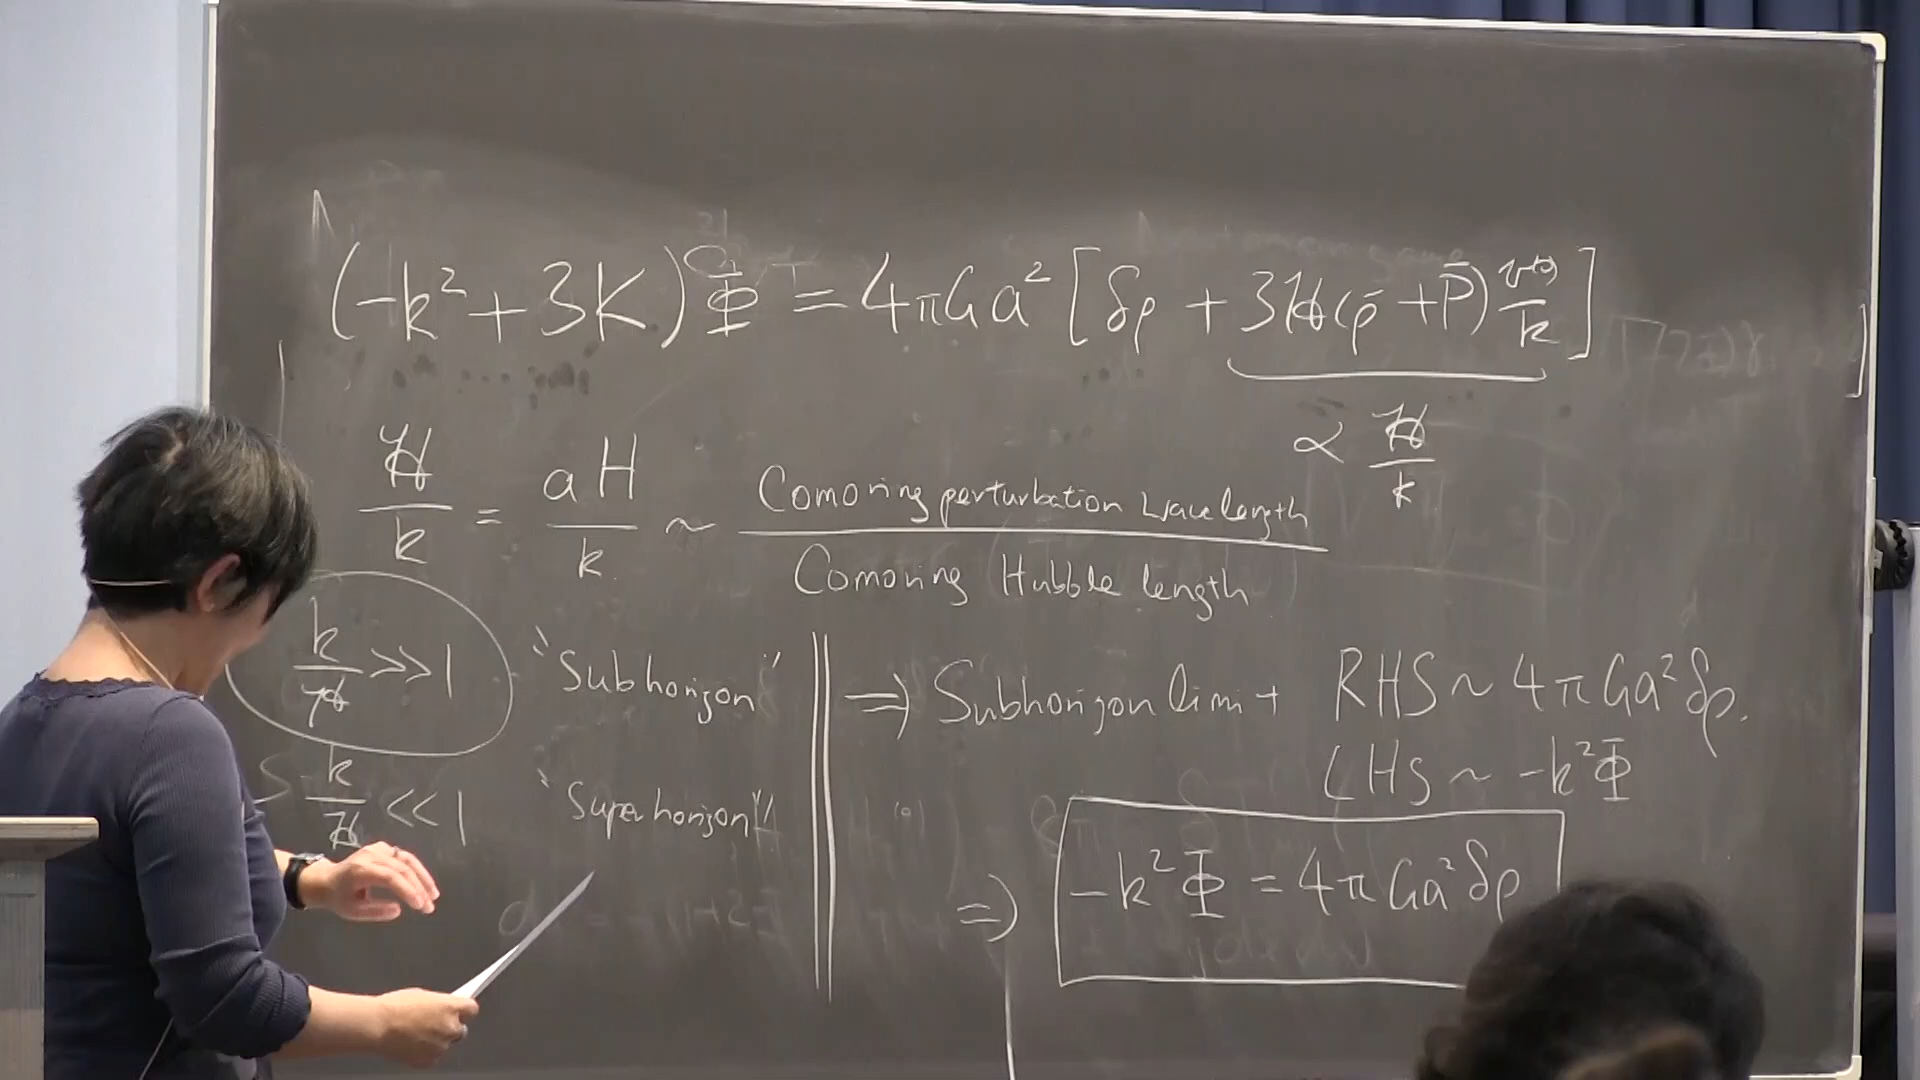 (-k² + 3K) Φ̄ = 4πGa² [ δρ + 3ℋ(ρ̄ + P̄) v⁽⁰⁾/k ]
∝ ℋ/k
ℋ/k = aH/k ~ Comoving perturbation wavelength / Comoving Hubble length
k/ℋ >> 1 "Subhorizon"
k/ℋ << 1 "Superhorizon"
⇒ Subhorizon limit RHS ~ 4πGa²δρ.
LHS ~ -k²Φ̄
⇒ -k²Φ̄ = 4πGa²δρ